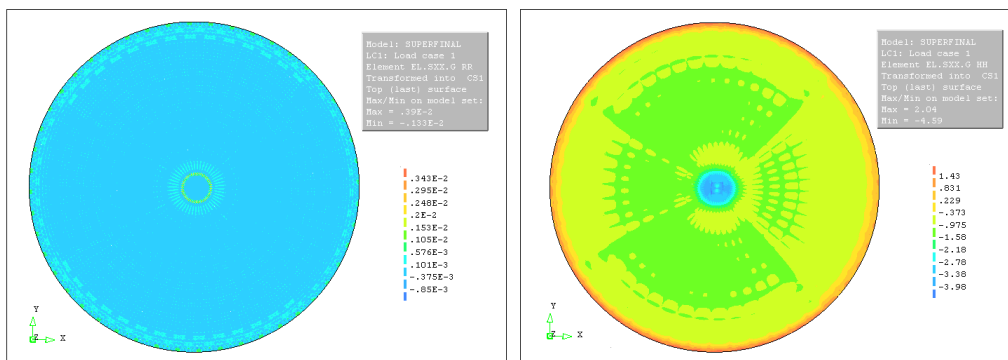 Model: SUPERFINAL
LC1: Load case 1
Element EL.SXX.G RR
Transformed into CS1
Top (last) surface
Max/Min on model set:
Max = .39E-2
Min = -.133E-2
.343E-2
.295E-2
.248E-2
.2E-2
.153E-2
.105E-2
.576E-3
.101E-3
-.375E-3
-.85E-3
Y
Z
X
Model: SUPERFINAL
LC1: Load case 1
Element EL.SXX.G HH
Transformed into CS1
Top (last) surface
Max/Min on model set:
Max = 2.04
Min = -4.59
1.43
.831
.229
-.373
-.975
-1.58
-2.18
-2.78
-3.38
-3.98
Y
Z
X